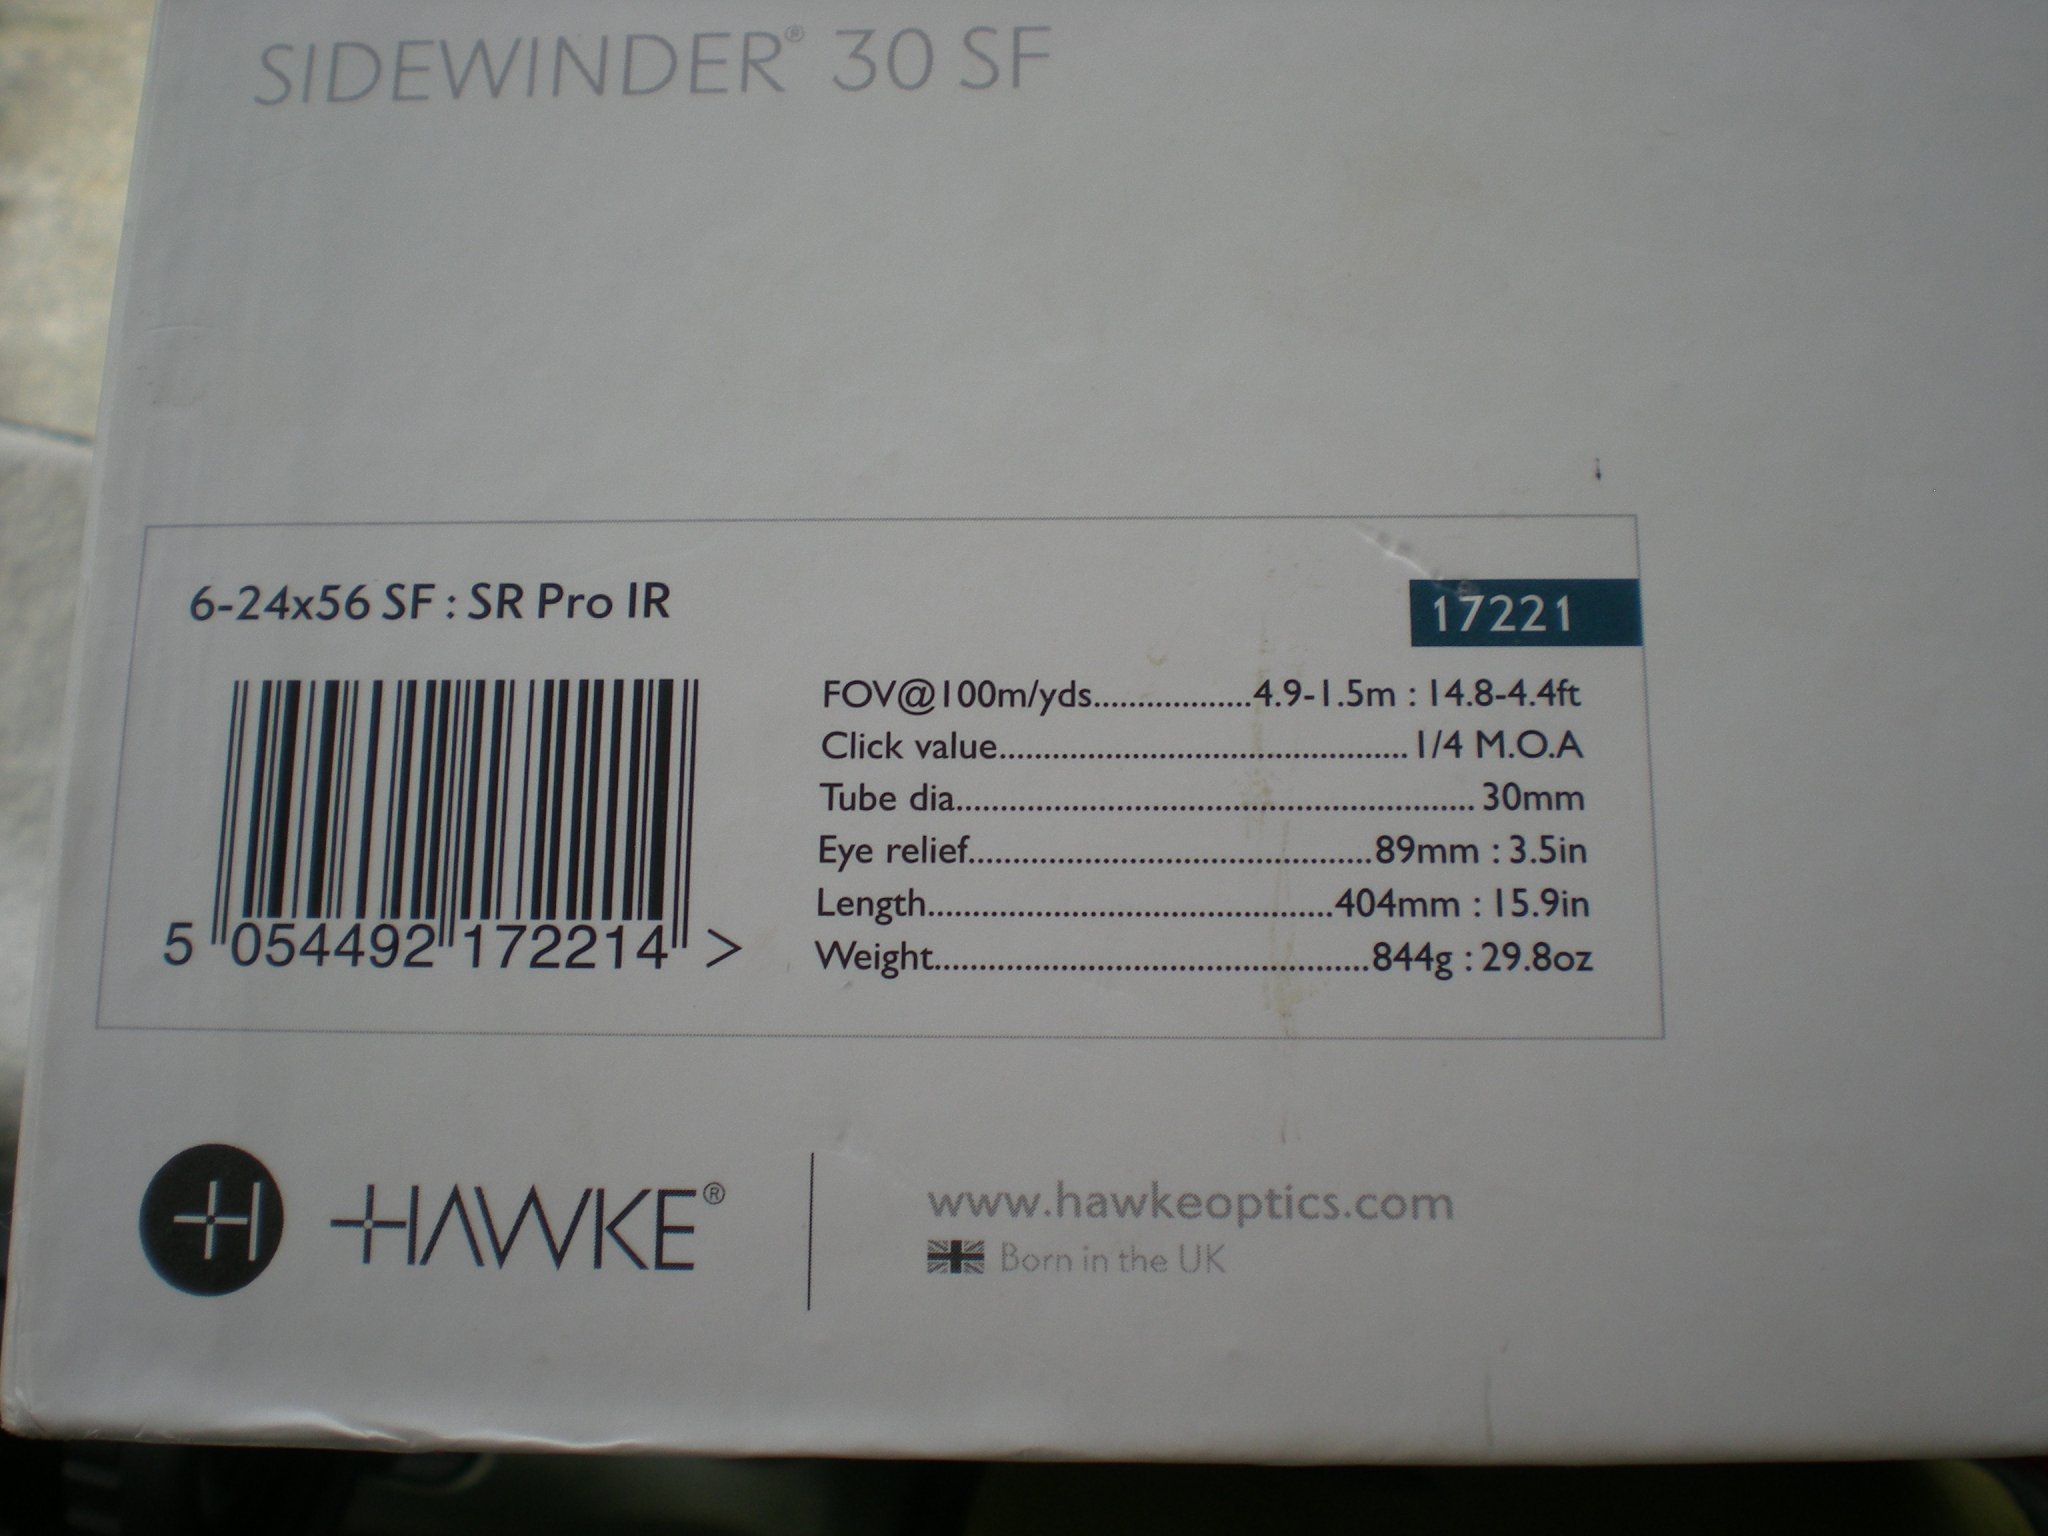 SIDEWINDER® 30 SF
6-24x56 SF : SR Pro IR
17221
FOV@100m/yds..................4.9-1.5m : 14.8-4.4ft
Click value..............................................1/4 M.O.A
Tube dia.......................................................... 30mm
Eye relief.............................................89mm : 3.5in
Length.............................................404mm : 15.9in
Weight.................................................844g : 29.8oz
5 054492 172214 >
H HAWKE®
www.hawkeoptics.com
Born in the UK